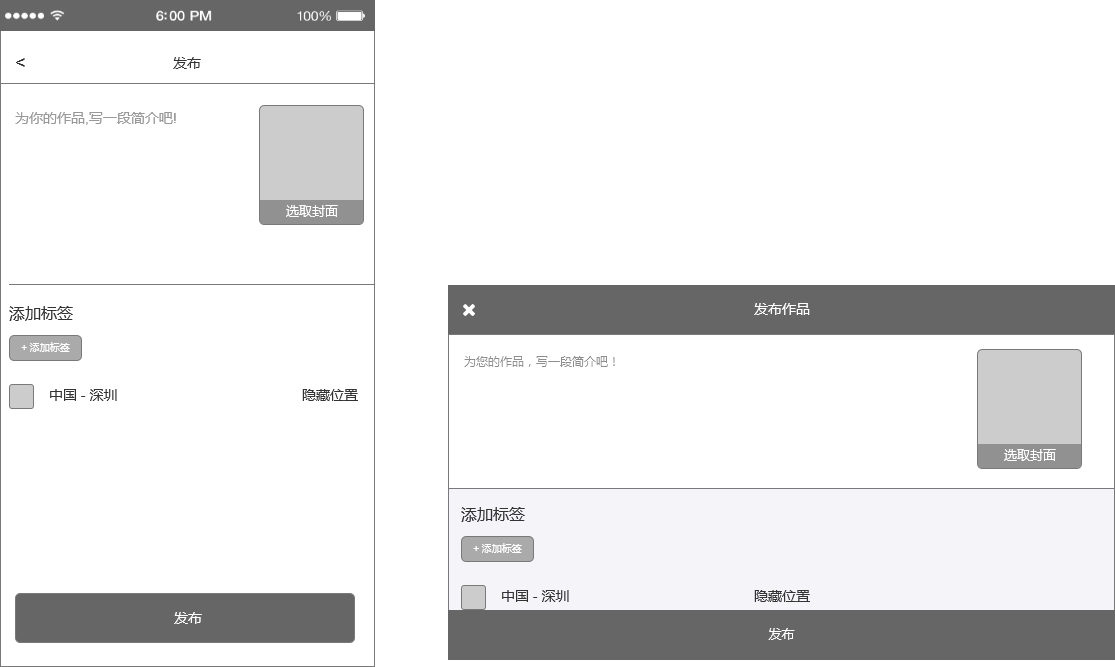 6:00 PM 100%
< 发布
为你的作品,写一段简介吧!
选取封面
添加标签
+ 添加标签
中国 - 深圳 隐藏位置
发布
发布作品
为您的作品，写一段简介吧！
选取封面
添加标签
+ 添加标签
中国 - 深圳 隐藏位置
发布